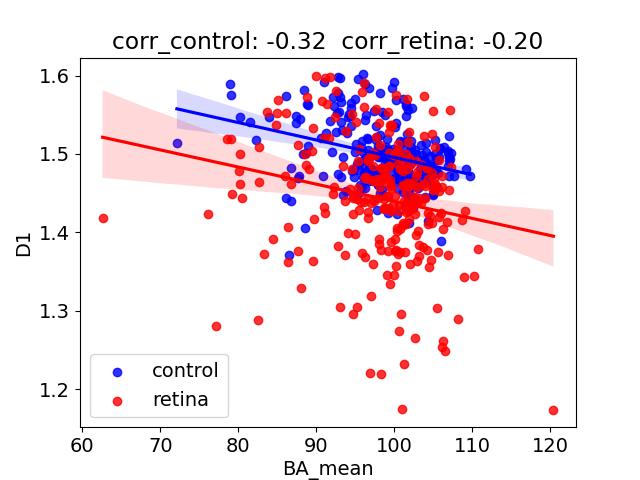 corr_control: -0.32  corr_retina: -0.20
1.6
1.5
1.4
1.3
1.2
D1
control
retina
60 70 80 90 100 110 120
BA_mean